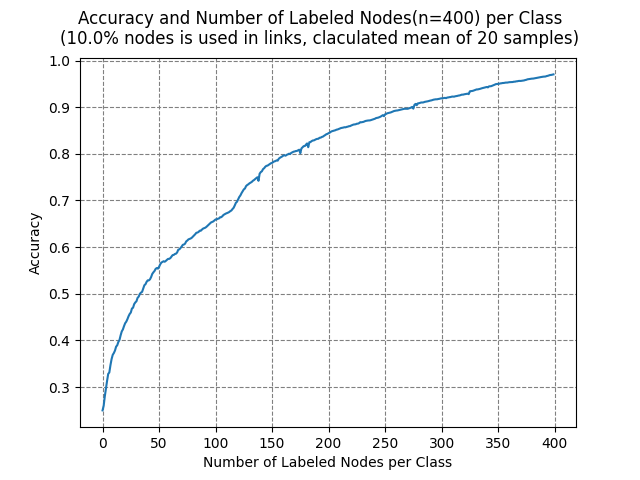 Accuracy and Number of Labeled Nodes(n=400) per Class
(10.0% nodes is used in links, claculated mean of 20 samples)
1.0
0.9
0.8
0.7
0.6
0.5
0.4
0.3
Accuracy
0 50 100 150 200 250 300 350 400
Number of Labeled Nodes per Class